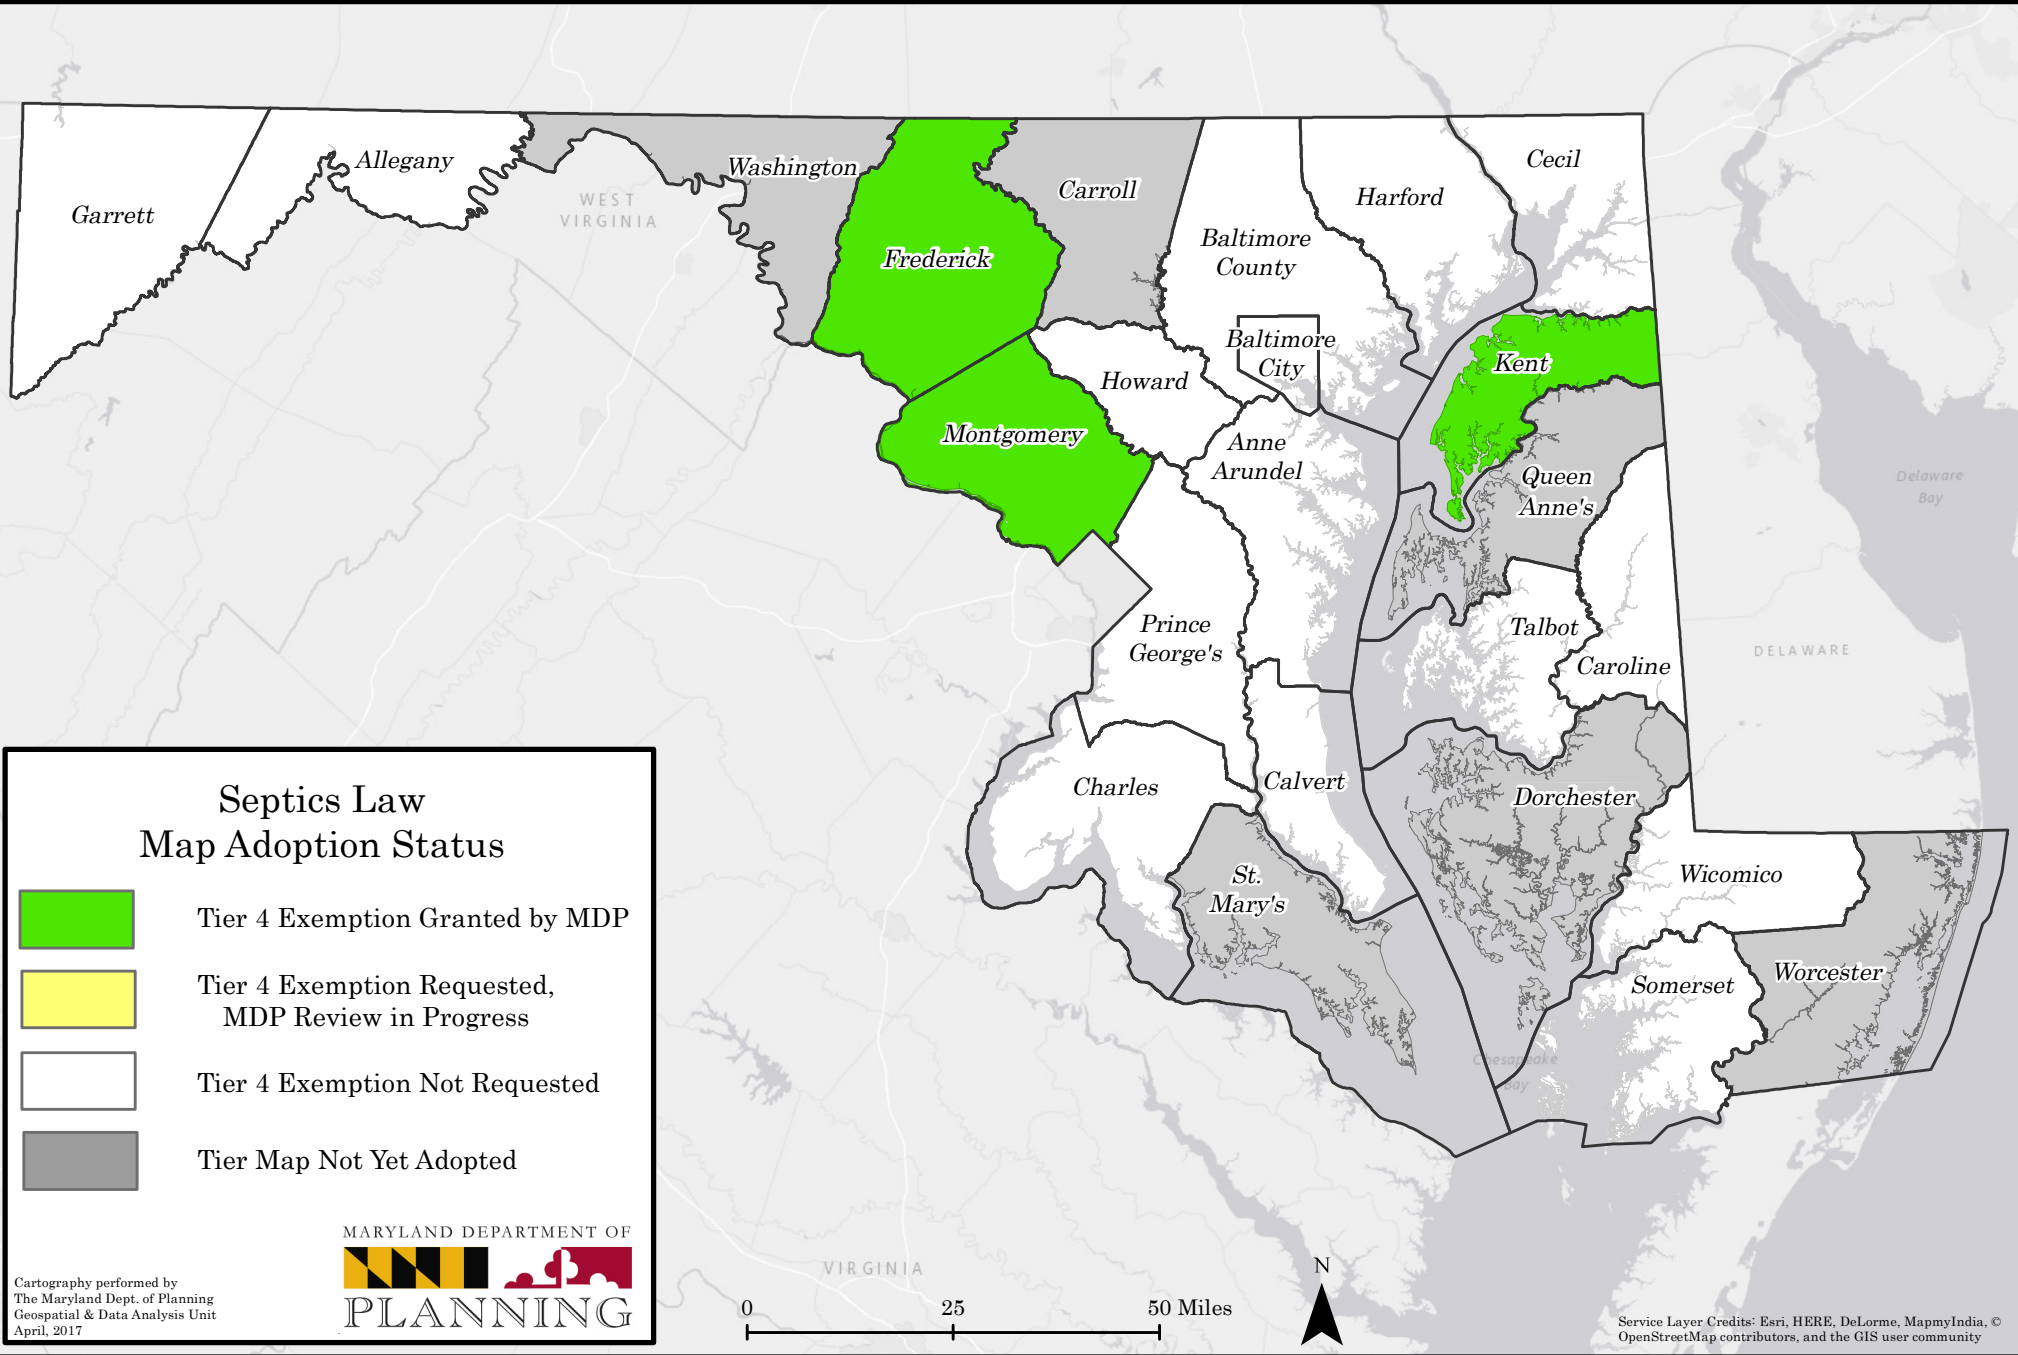 Garrett
Allegany
WEST
VIRGINIA
Washington
Frederick
Carroll
Baltimore
County
Harford
Cecil
Baltimore
City
Howard
Kent
Montgomery
Anne
Arundel
Queen
Anne's
Delaware
Bay
Prince
George's
Talbot
Caroline
DELAWARE
Charles
Calvert
Dorchester
St.
Mary's
Wicomico
Somerset
Worcester
Chesapeake
Bay
VIRGINIA
Septics Law
Map Adoption Status
Tier 4 Exemption Granted by MDP
Tier 4 Exemption Requested,
MDP Review in Progress
Tier 4 Exemption Not Requested
Tier Map Not Yet Adopted
MARYLAND DEPARTMENT OF
PLANNING
Cartography performed by
The Maryland Dept. of Planning
Geospatial & Data Analysis Unit
April, 2017
0 25 50 Miles
N
Service Layer Credits: Esri, HERE, DeLorme, MapmyIndia, ©
OpenStreetMap contributors, and the GIS user community